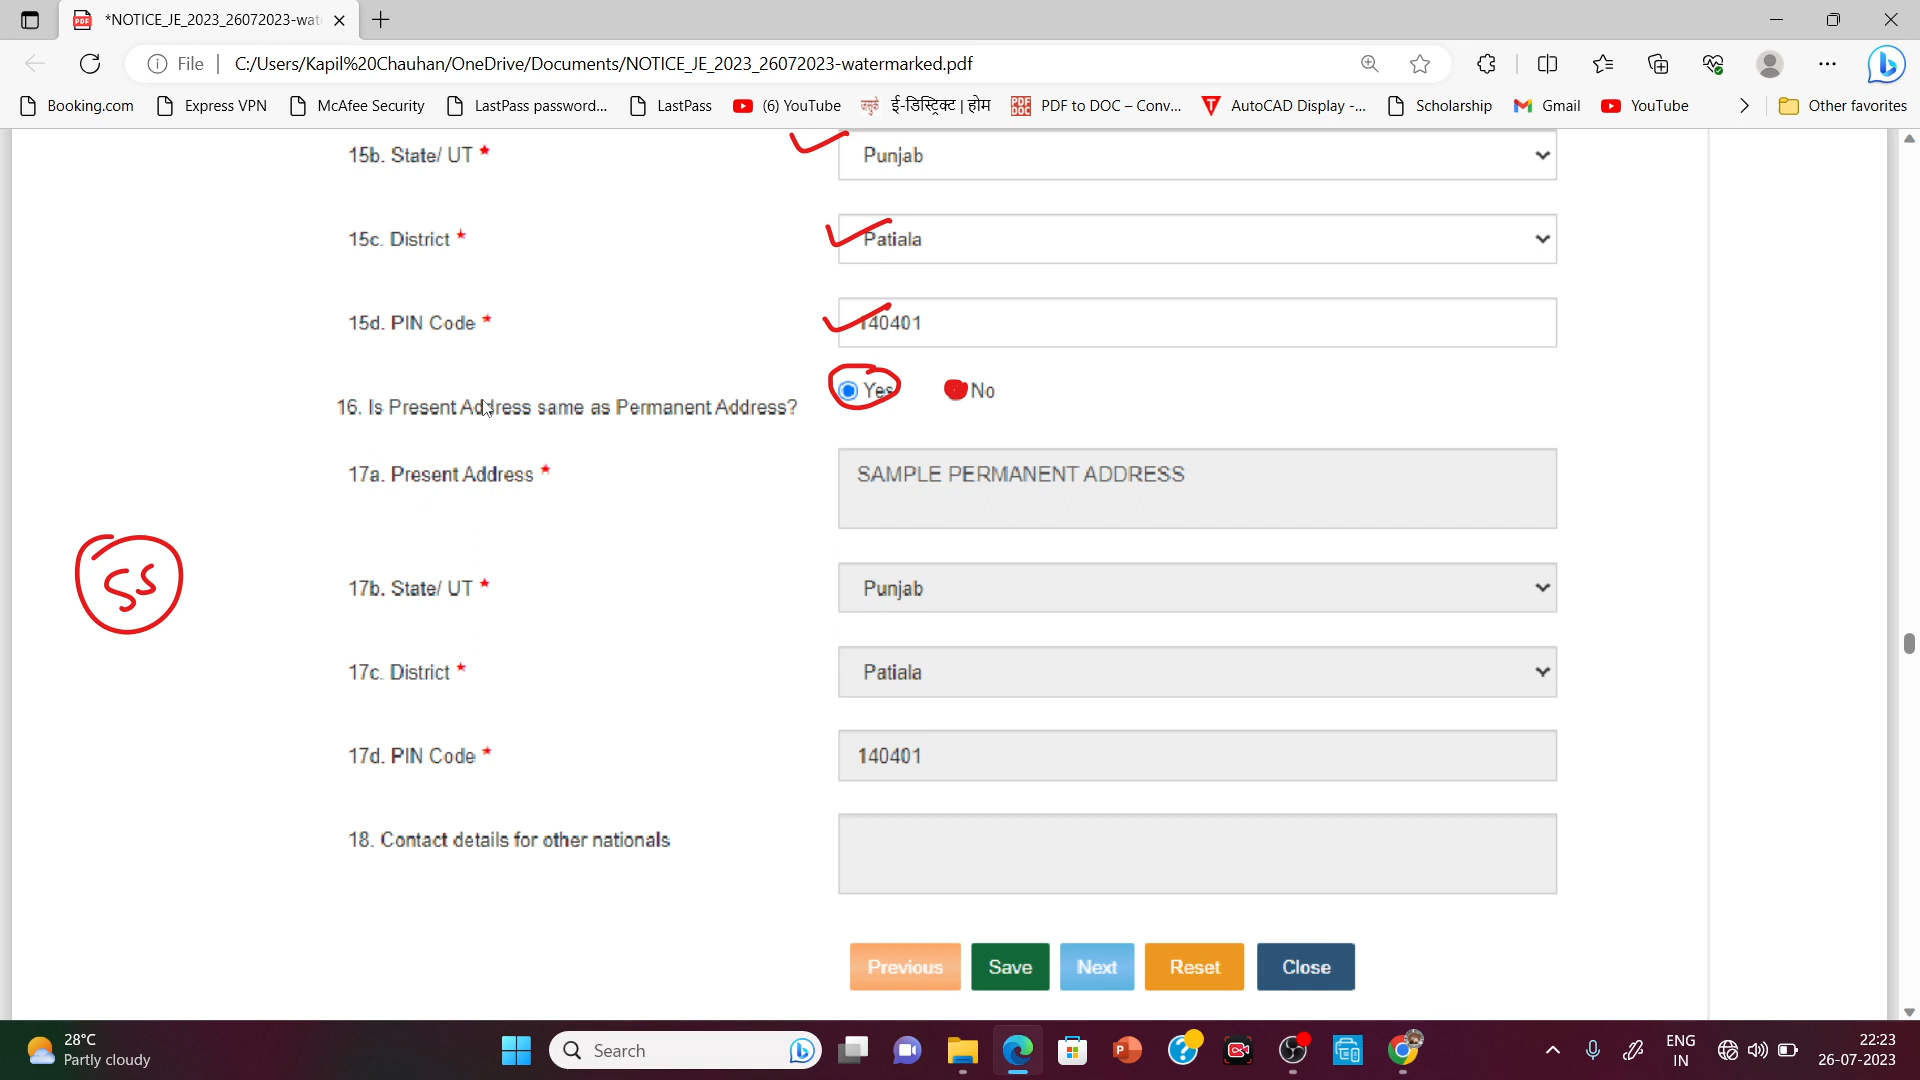 *NOTICE_JE_2023_26072023-wat
File
C:/Users/Kapil%20Chauhan/OneDrive/Documents/NOTICE_JE_2023_26072023-watermarked.pdf
Booking.com Express VPN McAfee Security LastPass password... LastPass (6) YouTube ई-डिस्ट्रिक्ट | होम PDF to DOC – Conv... AutoCAD Display -... Scholarship Gmail YouTube Other favorites
15b. State/ UT * Punjab
15c. District * Patiala
15d. PIN Code * 140401
Yes No
16. Is Present Address same as Permanent Address?
17a. Present Address * SAMPLE PERMANENT ADDRESS
SS
17b. State/ UT * Punjab
17c. District * Patiala
17d. PIN Code * 140401
18. Contact details for other nationals
Previous Save Next Reset Close
28°C
Partly cloudy
Search
ENG
IN
22:23
26-07-2023